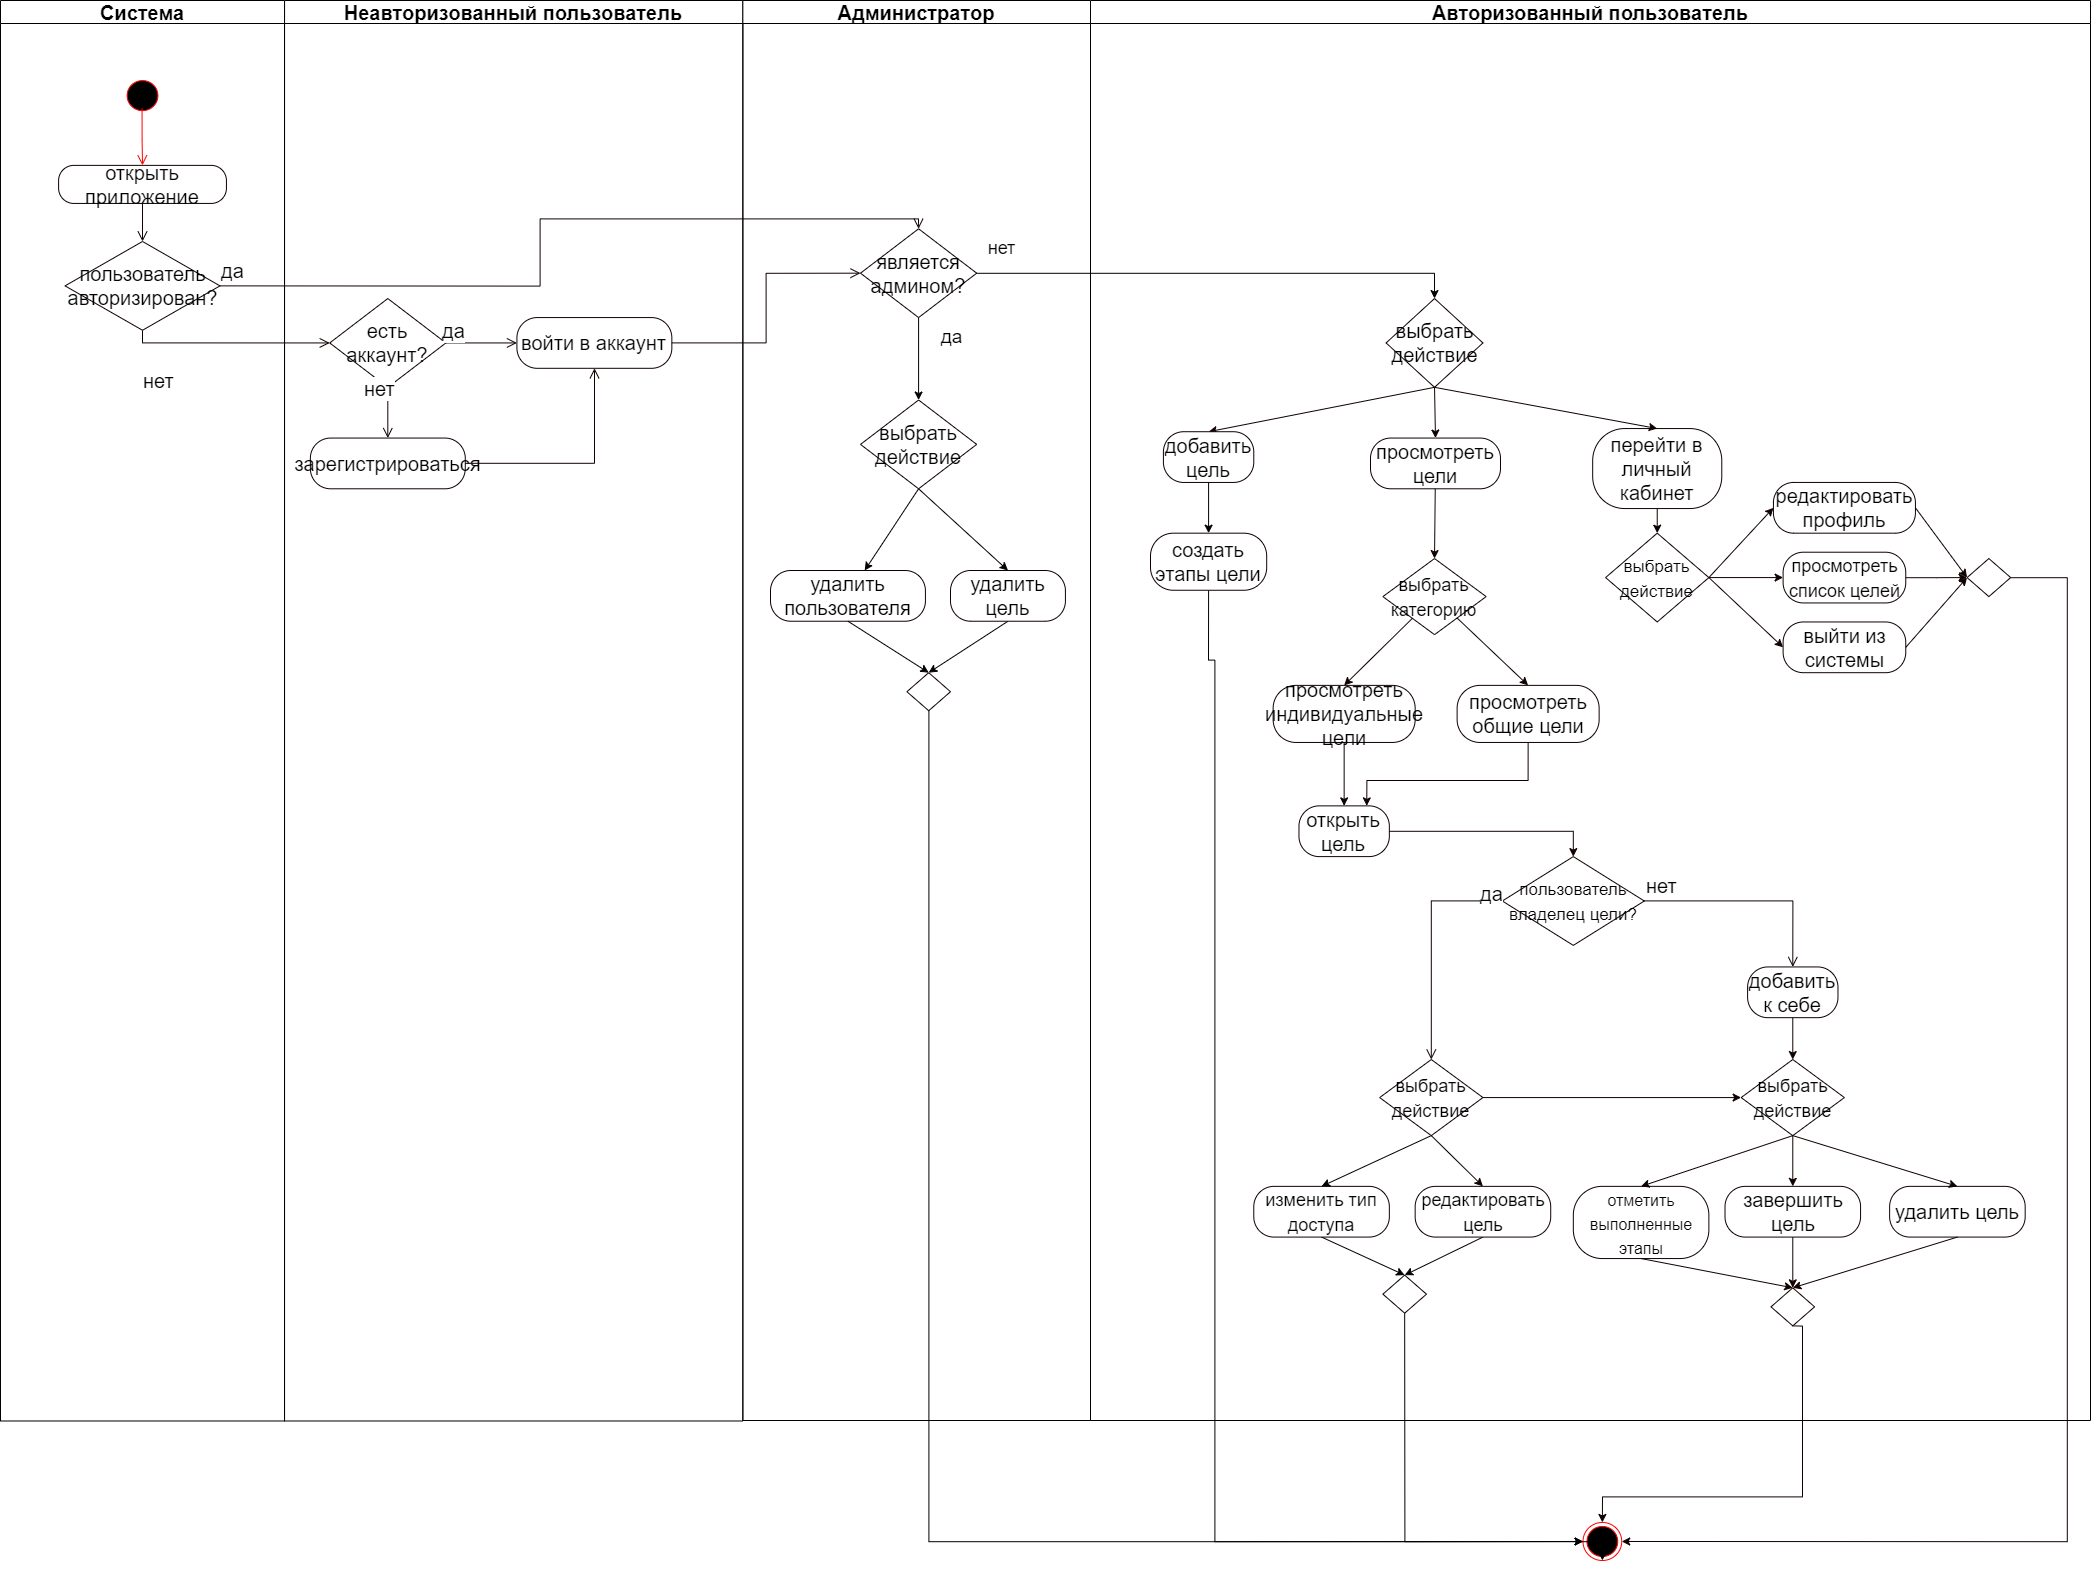 Система
Неавторизованный пользователь
Администратор
Авторизованный пользователь
открыть
приложение
пользователь
авторизирован?
да
нет
есть
аккаунт?
да
нет
войти в аккаунт
зарегистрироваться
является
админом?
нет
да
выбрать
действие
удалить
пользователя
удалить
цель
выбрать
действие
добавить
цель
просмотреть
цели
перейти в
личный
кабинет
создать
этапы цели
выбрать
категорию
выбрать
действие
редактировать
профиль
просмотреть
список целей
выйти из
системы
просмотреть
индивидуальные
цели
просмотреть
общие цели
открыть
цель
да
пользователь
владелец цели?
нет
добавить
к себе
выбрать
действие
выбрать
действие
изменить тип
доступа
редактировать
цель
отметить
выполненные
этапы
завершить
цель
удалить цель